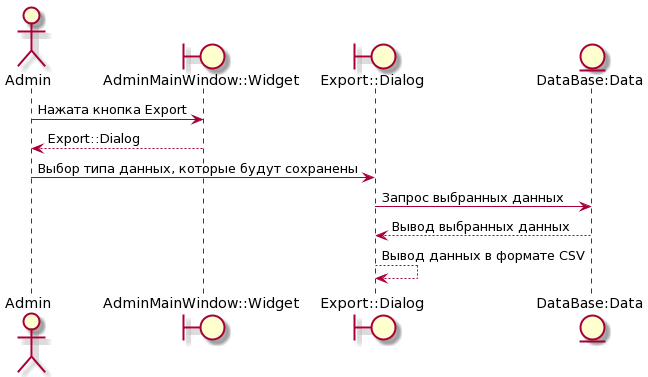 Admin
AdminMainWindow::Widget
Export::Dialog
DataBase:Data
Нажата кнопка Export
Export::Dialog
Выбор типа данных, которые будут сохранены
Запрос выбранных данных
Вывод выбранных данных
Вывод данных в формате CSV
Admin
AdminMainWindow::Widget
Export::Dialog
DataBase:Data